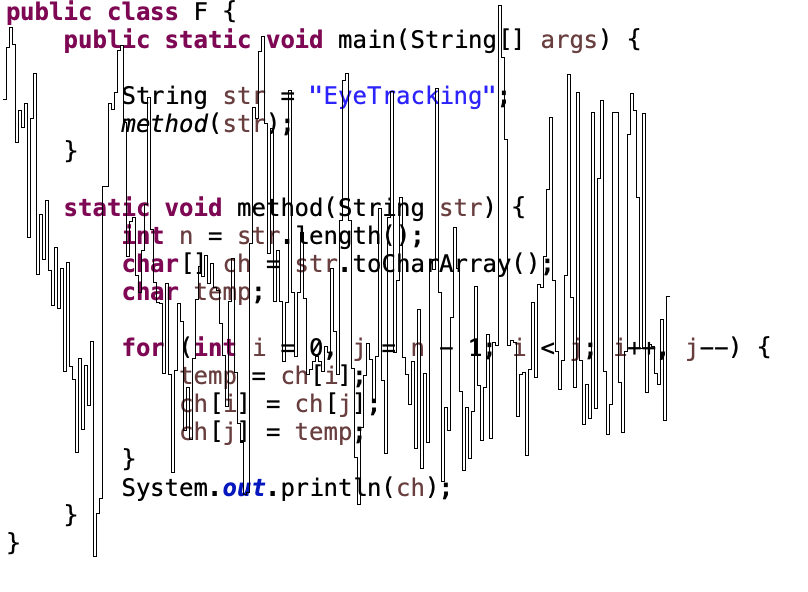 public class F {
    public static void main(String[] args) {

        String str = "EyeTracking";
        method(str);
    }

    static void method(String str) {
        int n = str.length();
        char[] ch = str.toCharArray();
        char temp;

        for (int i = 0, j = n - 1; i < j; i++, j--) {
            temp = ch[i];
            ch[i] = ch[j];
            ch[j] = temp;
        }
        System.out.println(ch);
    }
}